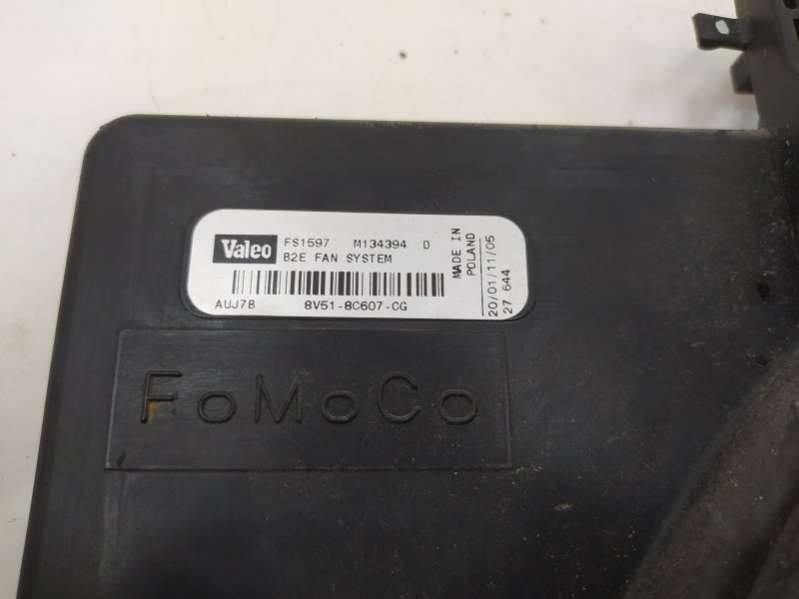 Valeo
FS1597 M134394 D
B2E FAN SYSTEM
AUJ7B 8V51-8C607-CG
MADE IN
POLAND
20/01/11/05
27 644
FoMoCo